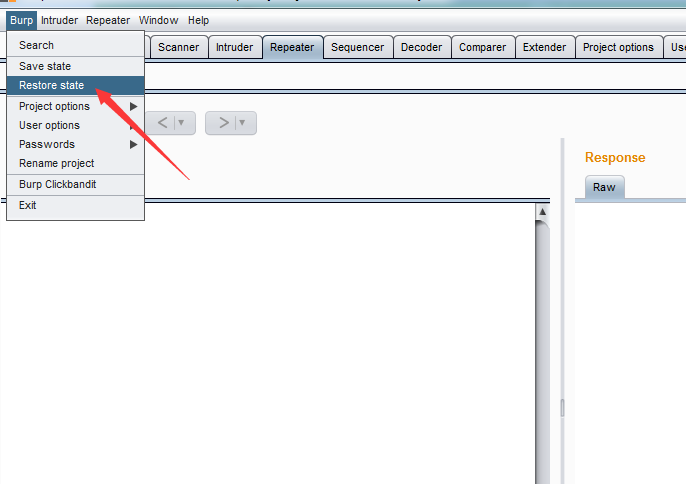 Burp Intruder Repeater Window Help
Scanner Intruder Repeater Sequencer Decoder Comparer Extender Project options
Search
Save state
Restore state
Project options
User options
Passwords
Rename project
Burp Clickbandit
Exit
< >
Response
Raw